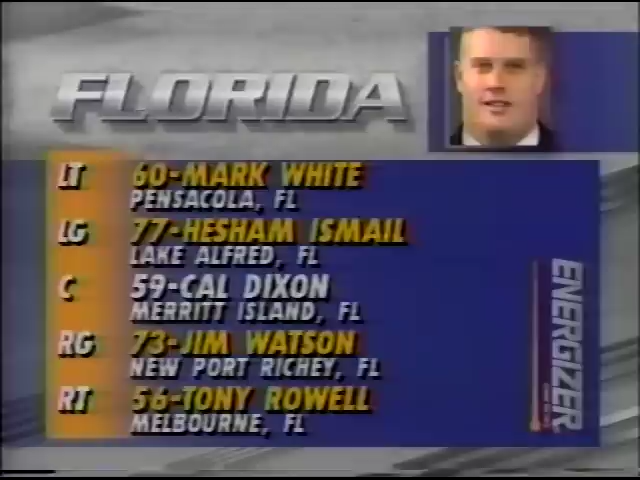 FLORIDA
LT 60-MARK WHITE
PENSACOLA, FL
LG 77-HESHAM ISMAIL
LAKE ALFRED, FL
C 59-CAL DIXON
MERRITT ISLAND, FL
RG 73-JIM WATSON
NEW PORT RICHEY, FL
RT 56-TONY ROWELL
MELBOURNE, FL
ENERGIZER